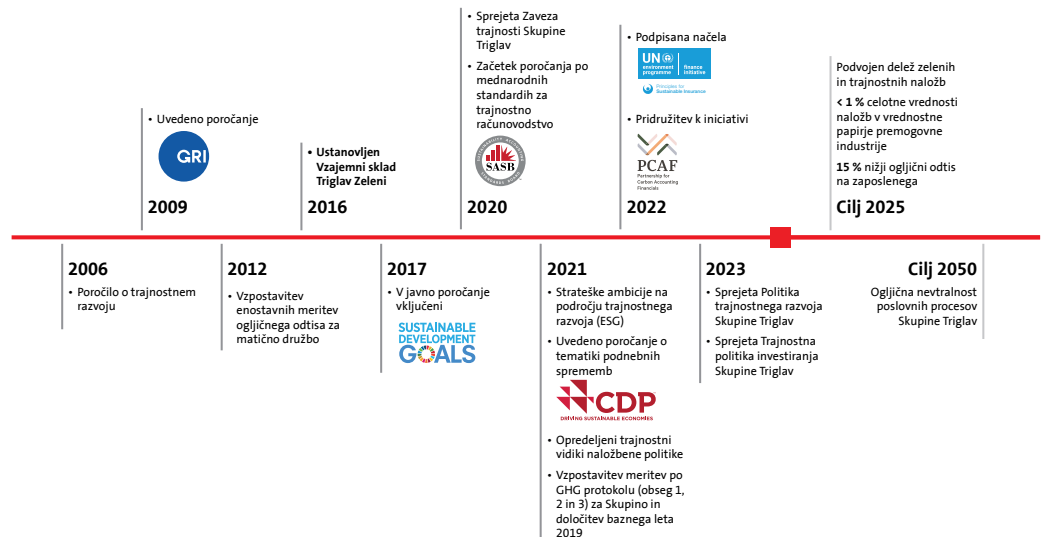 • Uvedeno poročanje
GRI
2009
• Ustanovljen
Vzajemni sklad
Triglav Zeleni
2016
• Sprejeta Zaveza
trajnosti Skupine
Triglav
• Začetek poročanja po
mednarodnih
standardih za
trajnostno
računovodstvo
SASB
2020
• Podpisana načela
UN
environment
programme
finance
initiative
Principles for
Sustainable Insurance
• Pridružitev k iniciativi
PCAF
Partnership for
Carbon Accounting
Financials
2022
Podvojen delež zelenih
in trajnostnih naložb
< 1 % celotne vrednosti
naložb v vrednostne
papirje premogovne
industrije
15 % nižji ogljični odtis
na zaposlenega
Cilj 2025
2006
• Poročilo o trajnostnem
razvoju
2012
• Vzpostavitev
enostavnih meritev
ogljičnega odtisa za
matično družbo
2017
• V javno poročanje
vključeni
SUSTAINABLE
DEVELOPMENT
GOALS
2021
• Strateške ambicije na
področju trajnostnega
razvoja (ESG)
• Uvedeno poročanje o
tematiki podnebnih
sprememb
CDP
DRIVING SUSTAINABLE ECONOMIES
• Opredeljeni trajnostni
vidiki naložbene politike
• Vzpostavitev meritev po
GHG protokolu (obseg 1,
2 in 3) za Skupino in
določitev baznega leta
2019
2023
• Sprejeta Politika
trajnostnega razvoja
Skupine Triglav
• Sprejeta Trajnostna
politika investiranja
Skupine Triglav
Cilj 2050
Ogljična nevtralnost
poslovnih procesov
Skupine Triglav